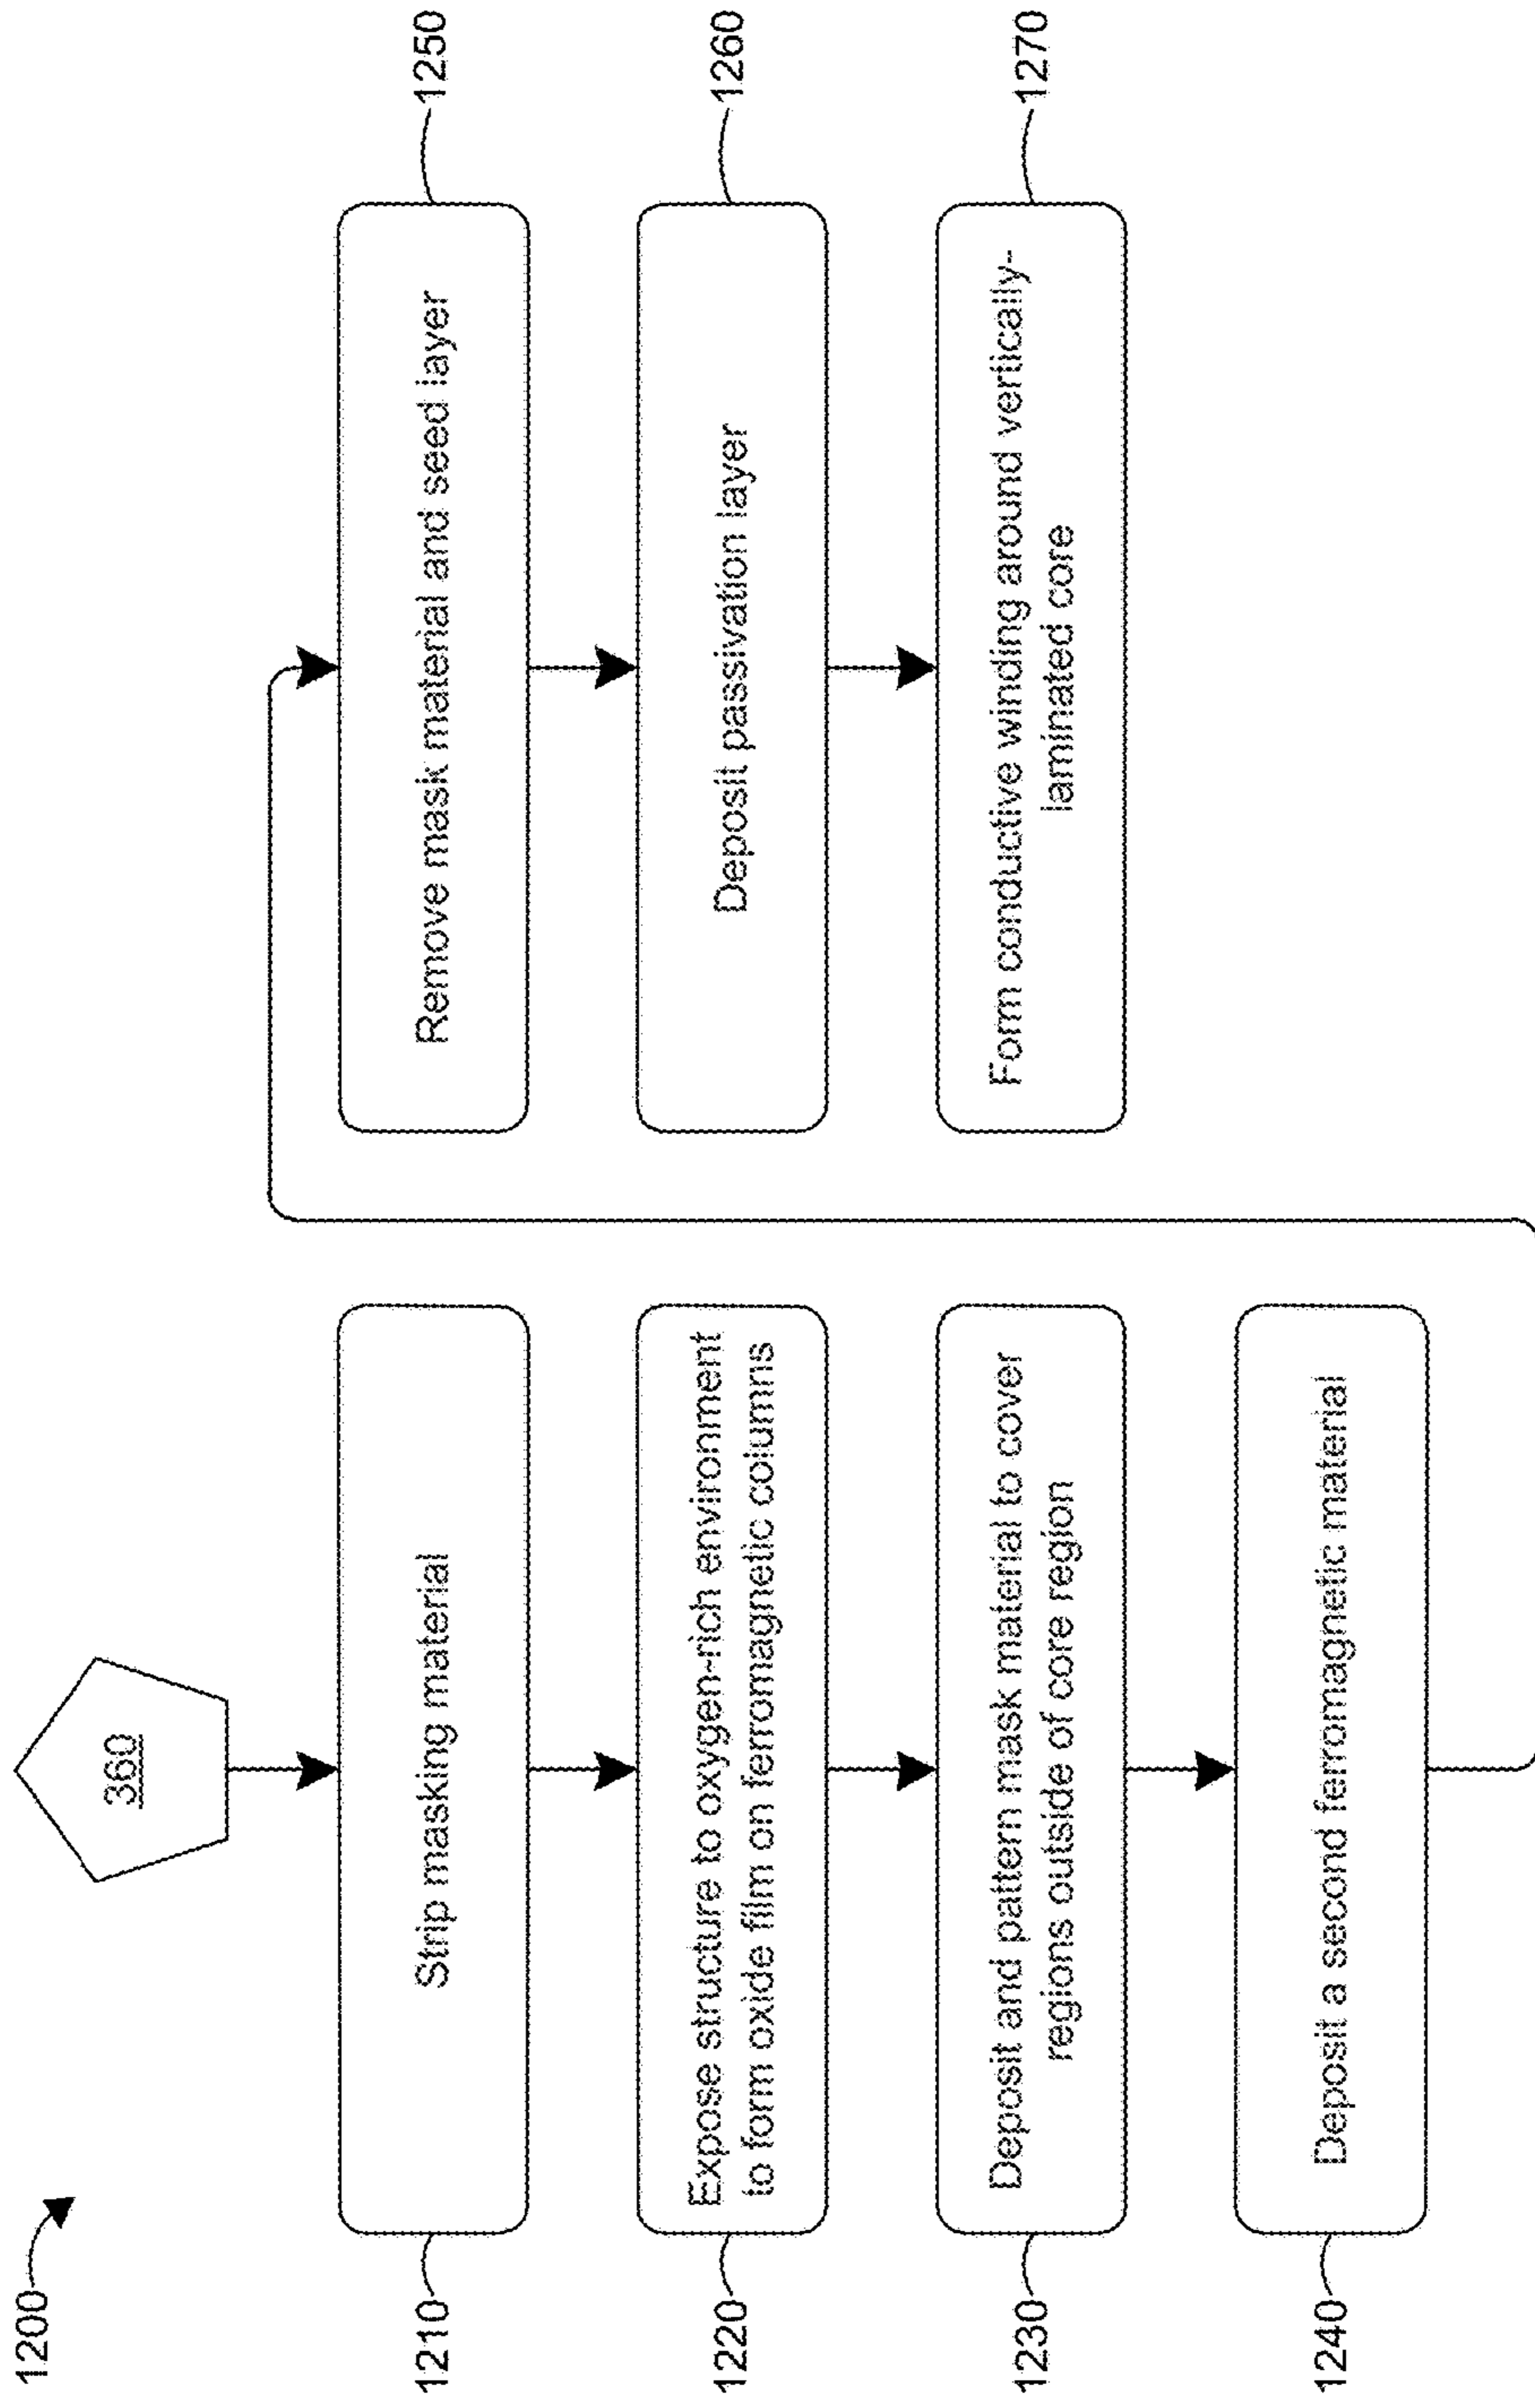 1200
360
1210
Strip masking material
1220
Expose structure to oxygen-rich environment
to form oxide film on ferromagnetic columns
1230
Deposit and pattern mask material to cover
regions outside of core region
1240
Deposit a second ferromagnetic material
Remove mask material and seed layer
1250
Deposit passivation layer
1260
Form conductive winding around vertically-
laminated core
1270